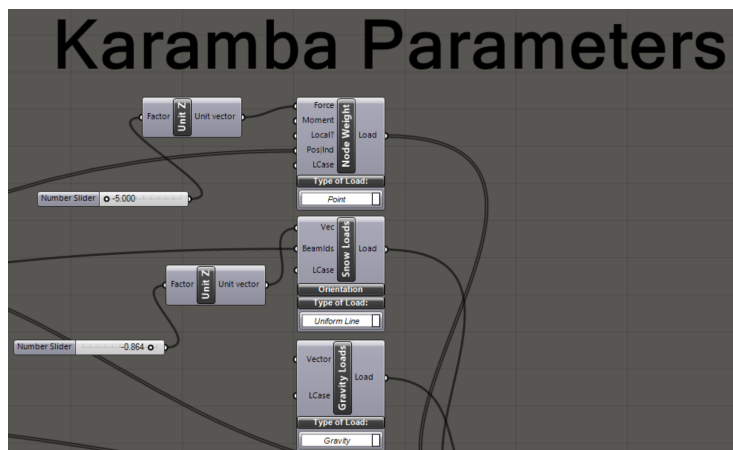 Karamba Parameters
Factor
Unit Z
Unit vector
Force
Moment
Local?
Pos|Ind
LCase
Node Weight
Load
Type of Load:
Point
Number Slider
-5.000
Vec
BeamIds
LCase
Snow Loads
Load
Orientation
Type of Load:
Uniform Line
Factor
Unit Z
Unit vector
Number Slider
-0.864
Vector
LCase
Gravity Loads
Load
Type of Load:
Gravity